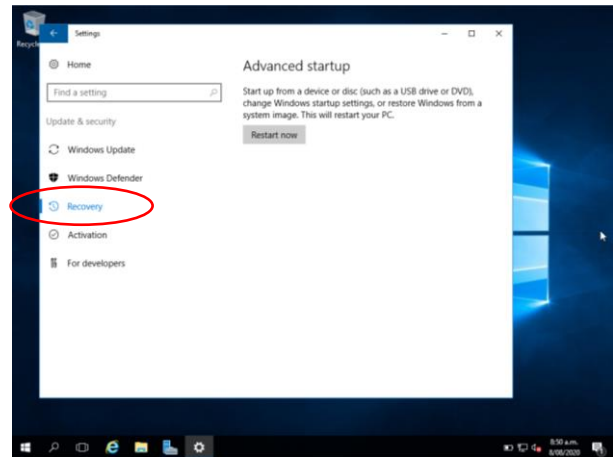 Recycle
Settings
Home
Find a setting
Update & security
Windows Update
Windows Defender
Recovery
Activation
For developers
Advanced startup
Start up from a device or disc (such as a USB drive or DVD),
change Windows startup settings, or restore Windows from a
system image. This will restart your PC.
Restart now
8:50 a.m.
8/08/2020